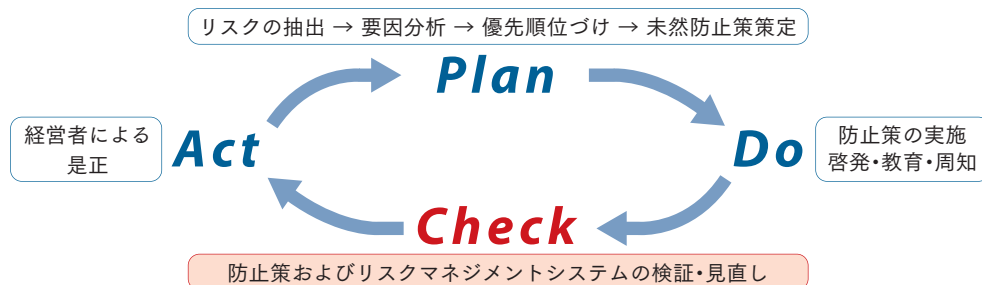 リスクの抽出 → 要因分析 → 優先順位づけ → 未然防止策策定
Plan
経営者による
是正
Act
Do
防止策の実施
啓発・教育・周知
Check
防止策およびリスクマネジメントシステムの検証・見直し